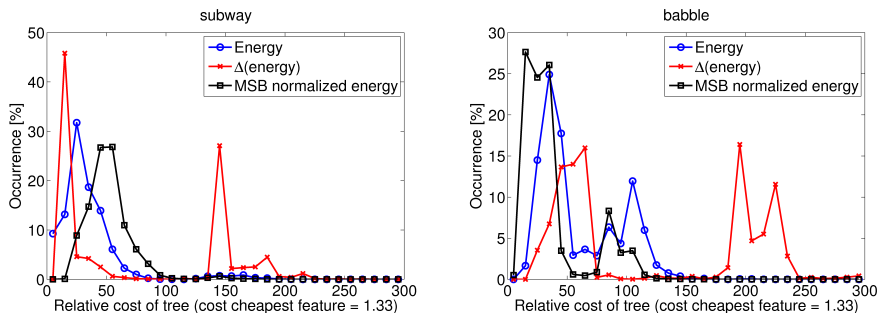 subway
50
40
30
20
10
0
Occurrence [%]
Energy
Δ(energy)
MSB normalized energy
0 50 100 150 200 250 300
Relative cost of tree (cost cheapest feature = 1.33)
babble
30
25
20
15
10
5
0
Occurrence [%]
Energy
Δ(energy)
MSB normalized energy
0 50 100 150 200 250 300
Relative cost of tree (cost cheapest feature = 1.33)